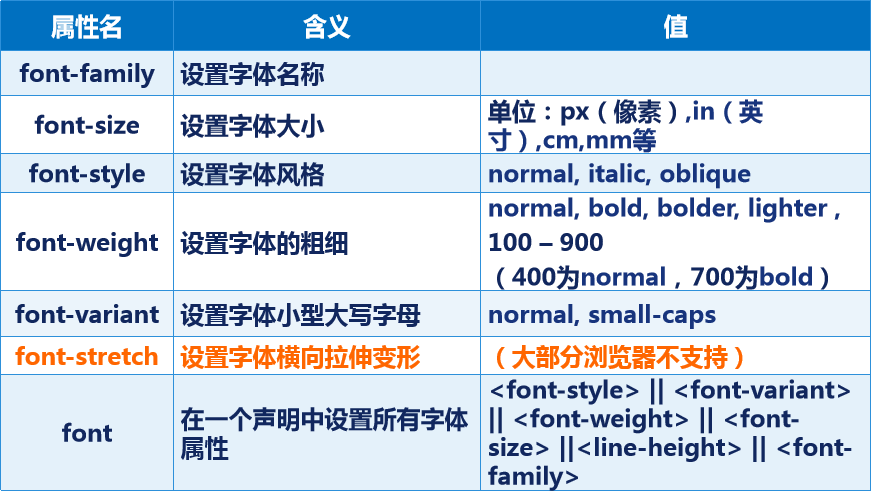 属性名 含义 值
font-family 设置字体名称
font-size 设置字体大小 单位：px（像素）,in（英
寸）,cm,mm等
font-style 设置字体风格 normal, italic, oblique
font-weight 设置字体的粗细 normal, bold, bolder, lighter ,
100 – 900
（400为normal，700为bold）
font-variant 设置字体小型大写字母 normal, small-caps
font-stretch 设置字体横向拉伸变形 （大部分浏览器不支持）
font 在一个声明中设置所有字体
属性 <font-style> || <font-variant>
|| <font-weight> || <font-
size> ||<line-height> || <font-
family>